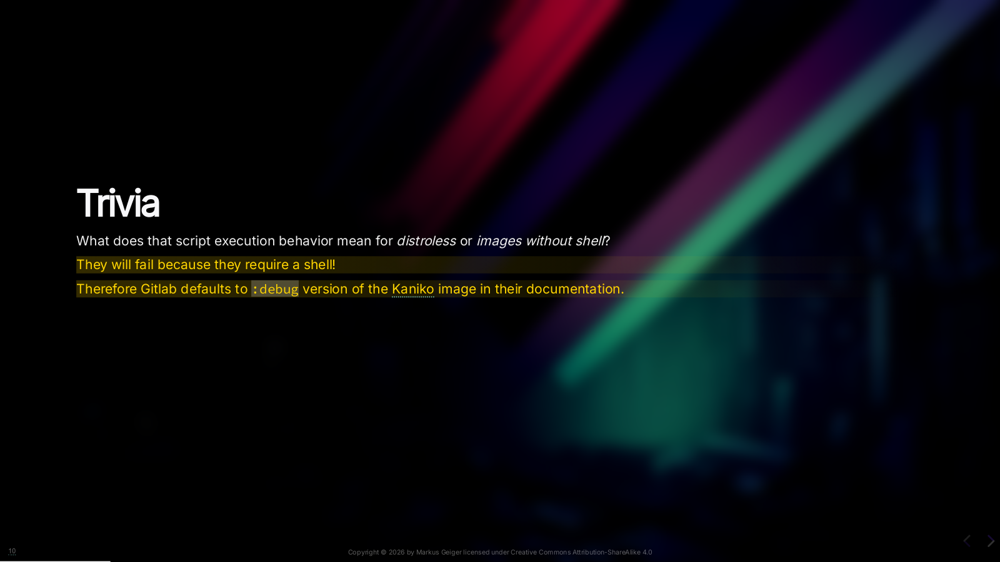 Trivia
What does that script execution behavior mean for distroless or images without shell?
They will fail because they require a shell!
Therefore Gitlab defaults to :debug version of the Kaniko image in their documentation.
10
Copyright © 2026 by Markus Geiger licensed under Creative Commons Attribution-ShareAlike 4.0